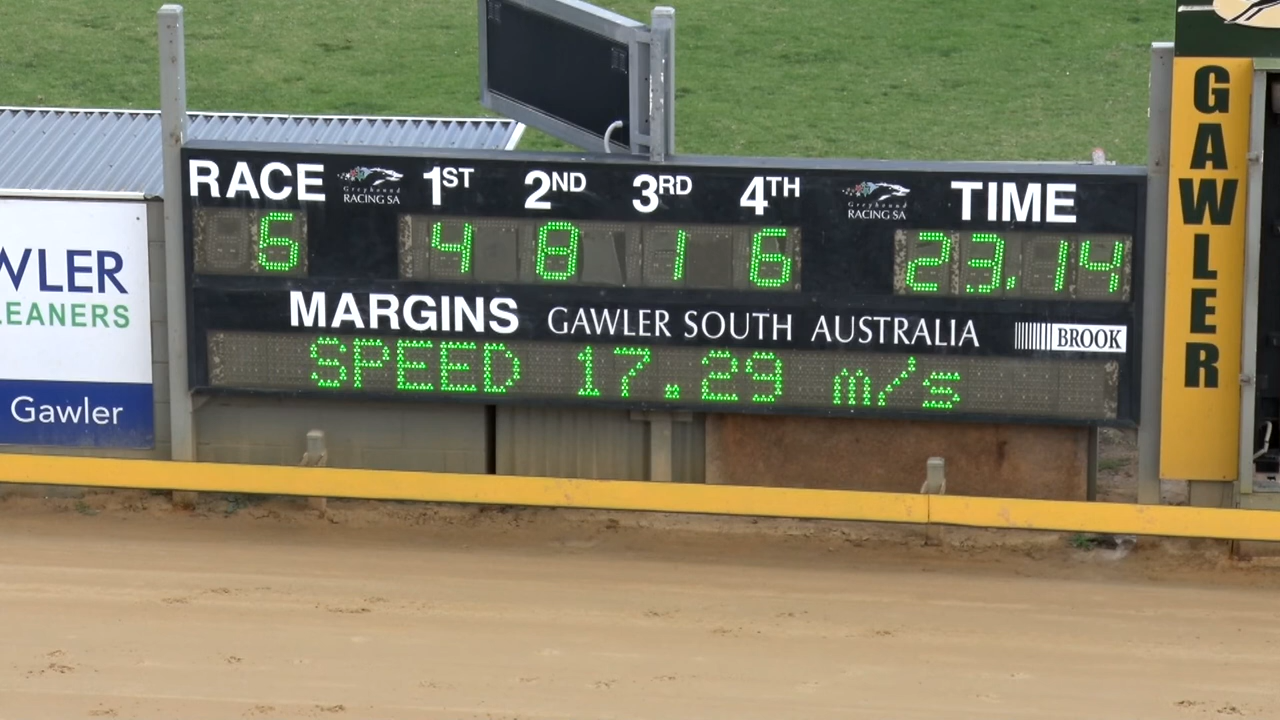 RACE 1ST 2ND 3RD 4TH TIME
Greyhound RACING SA
Greyhound RACING SA
4 8 1 6 23.14
MARGINS GAWLER SOUTH AUSTRALIA BROOK
SPEED 17.29 m/s
WLER
LEANERS
Gawler
GAWLER